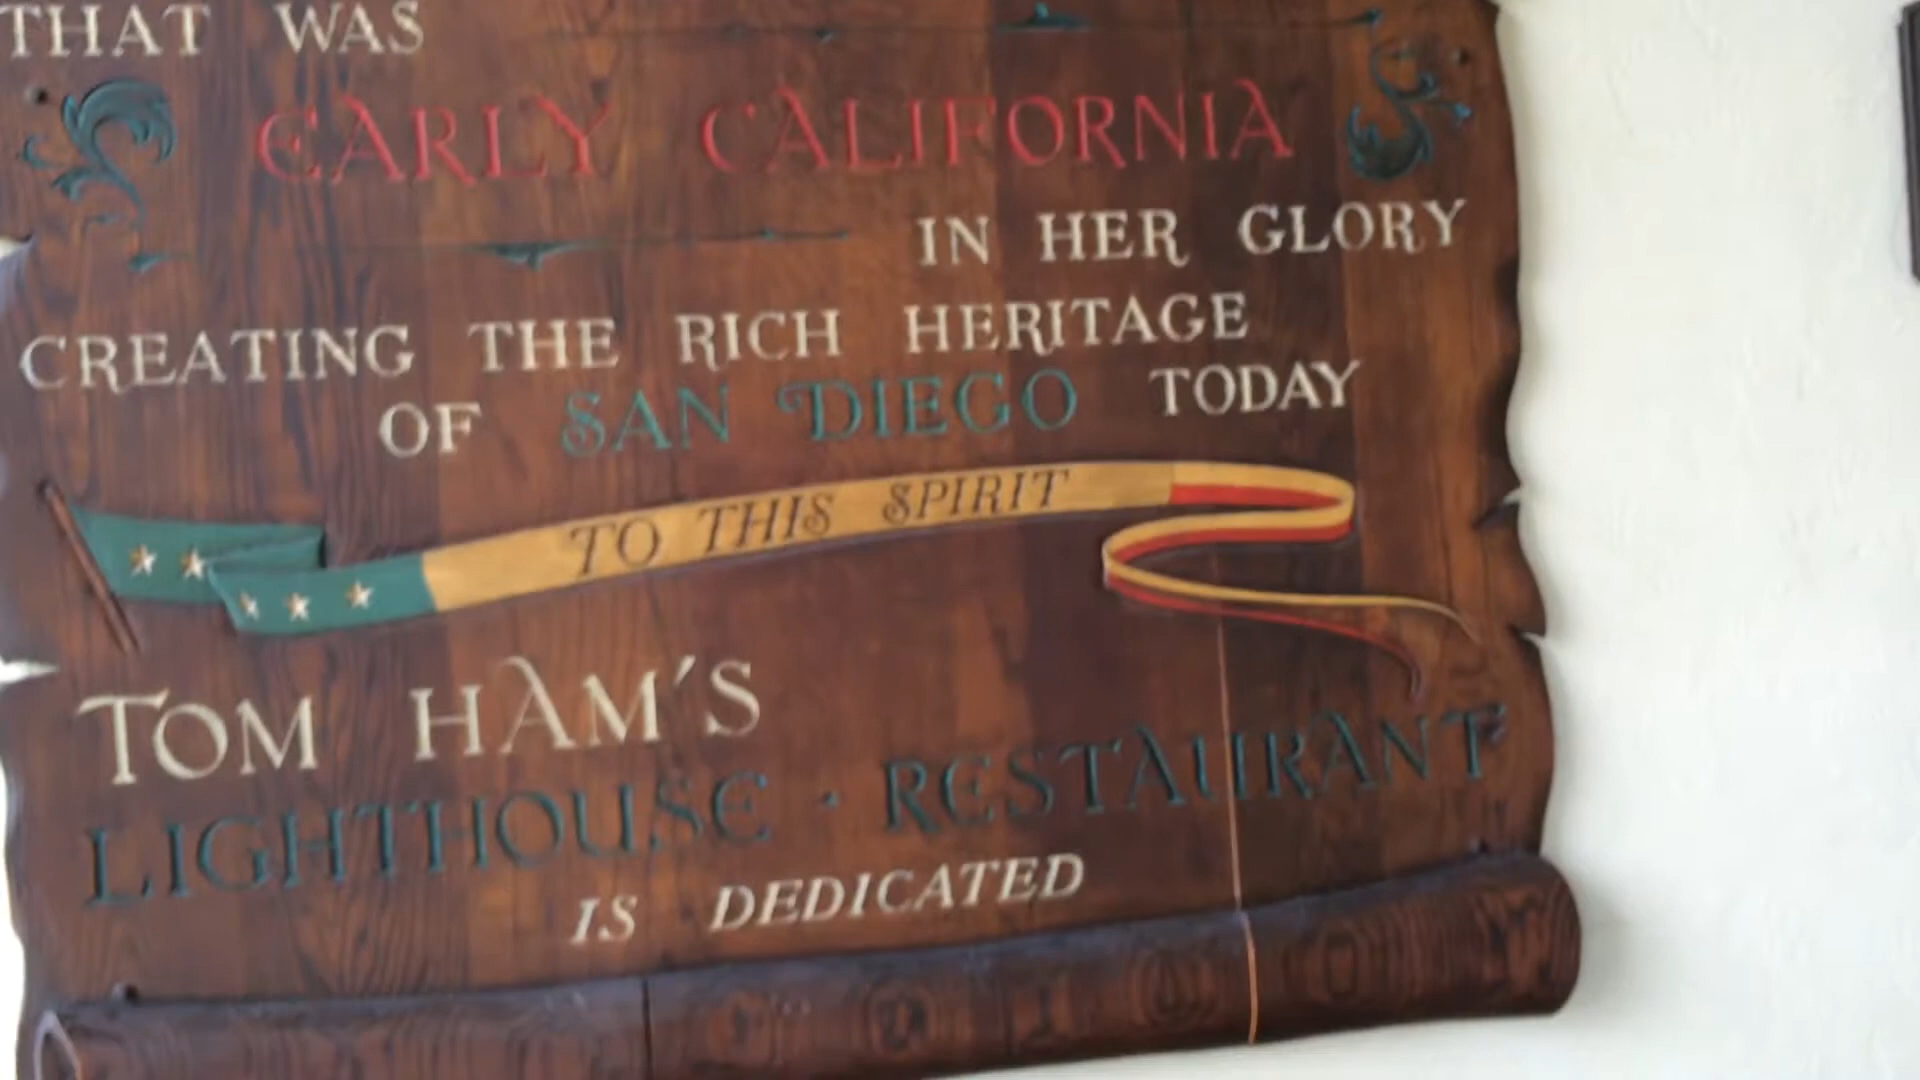 THAT WAS
EARLY CALIFORNIA
IN HER GLORY
CREATING THE RICH HERITAGE
OF SAN DIEGO TODAY
TO THIS SPIRIT
TOM HAM'S
LIGHTHOUSE · RESTAURANT
IS DEDICATED